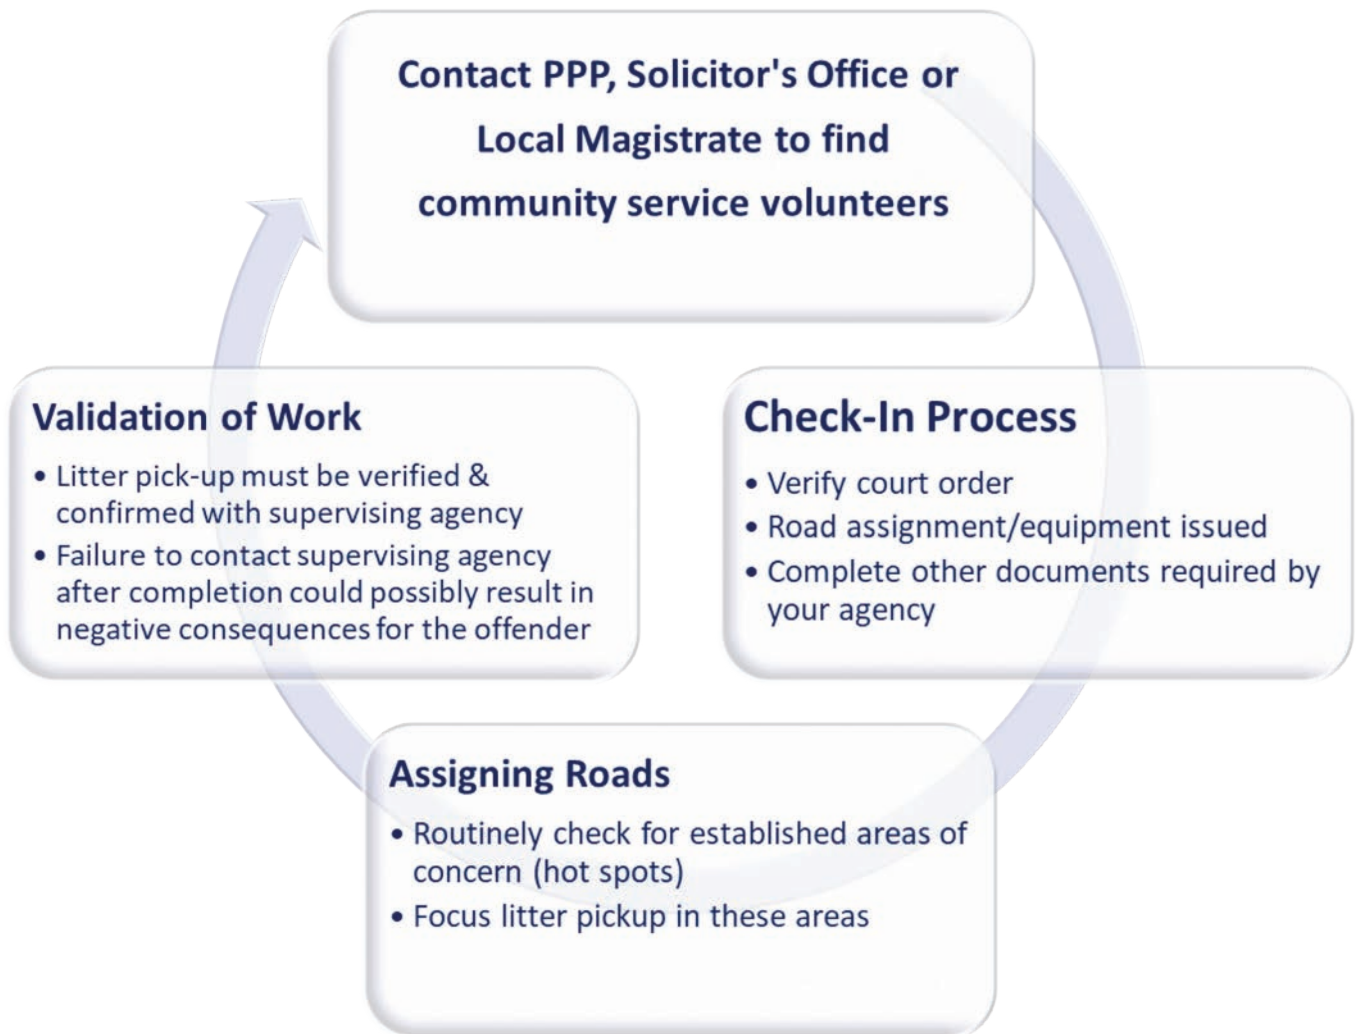 Contact PPP, Solicitor's Office or
Local Magistrate to find
community service volunteers
Check-In Process
• Verify court order
• Road assignment/equipment issued
• Complete other documents required by
your agency
Assigning Roads
• Routinely check for established areas of
concern (hot spots)
• Focus litter pickup in these areas
Validation of Work
• Litter pick-up must be verified &
confirmed with supervising agency
• Failure to contact supervising agency
after completion could possibly result in
negative consequences for the offender